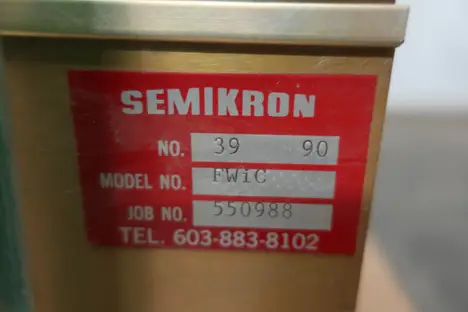 SEMIKRON
NO. 39 90
MODEL NO. FWiC
JOB NO. 550988
TEL. 603-883-8102